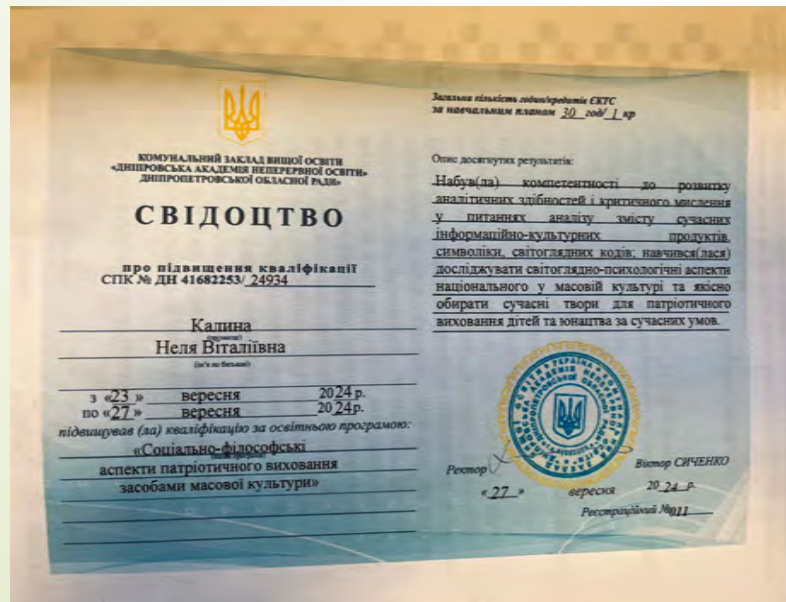 КОМУНАЛЬНИЙ ЗАКЛАД ВИЩОЇ ОСВІТИ
«ДНІПРОВСЬКА АКАДЕМІЯ НЕПЕРЕРВНОЇ ОСВІТИ»
ДНІПРОПЕТРОВСЬКОЇ ОБЛАСНОЇ РАДИ»
СВІДОЦТВО
про підвищення кваліфікації
СПК № ДН 41682253/ 24934
Калина
(прізвище)
Неля Віталіївна
(ім'я по батькові)
з «23 » вересня 2024 р.
по «27 » вересня 2024 р.
підвищував (ла) кваліфікацію за освітньою програмою:
«Соціально-філософські
аспекти патріотичного виховання
засобами масової культури»
Загальна кількість годин/кредитів ЄКТС
за навчальним планом 30 год/ 1 кр
Опис досягнутих результатів:
Набув(ла) компетентності до розвитку
аналітичних здібностей і критичного мислення
у питаннях аналізу змісту сучасних
інформаційно-культурних продуктів,
символіки, світоглядних кодів; навчився(лася)
досліджувати світоглядно-психологічні аспекти
національного у масовій культурі та якісно
обирати сучасні твори для патріотичного
виховання дітей та юнацтва за сучасних умов.
Ректор Віктор СИЧЕНКО
« 27 » вересня 20 24 р.
Реєстраційний №011